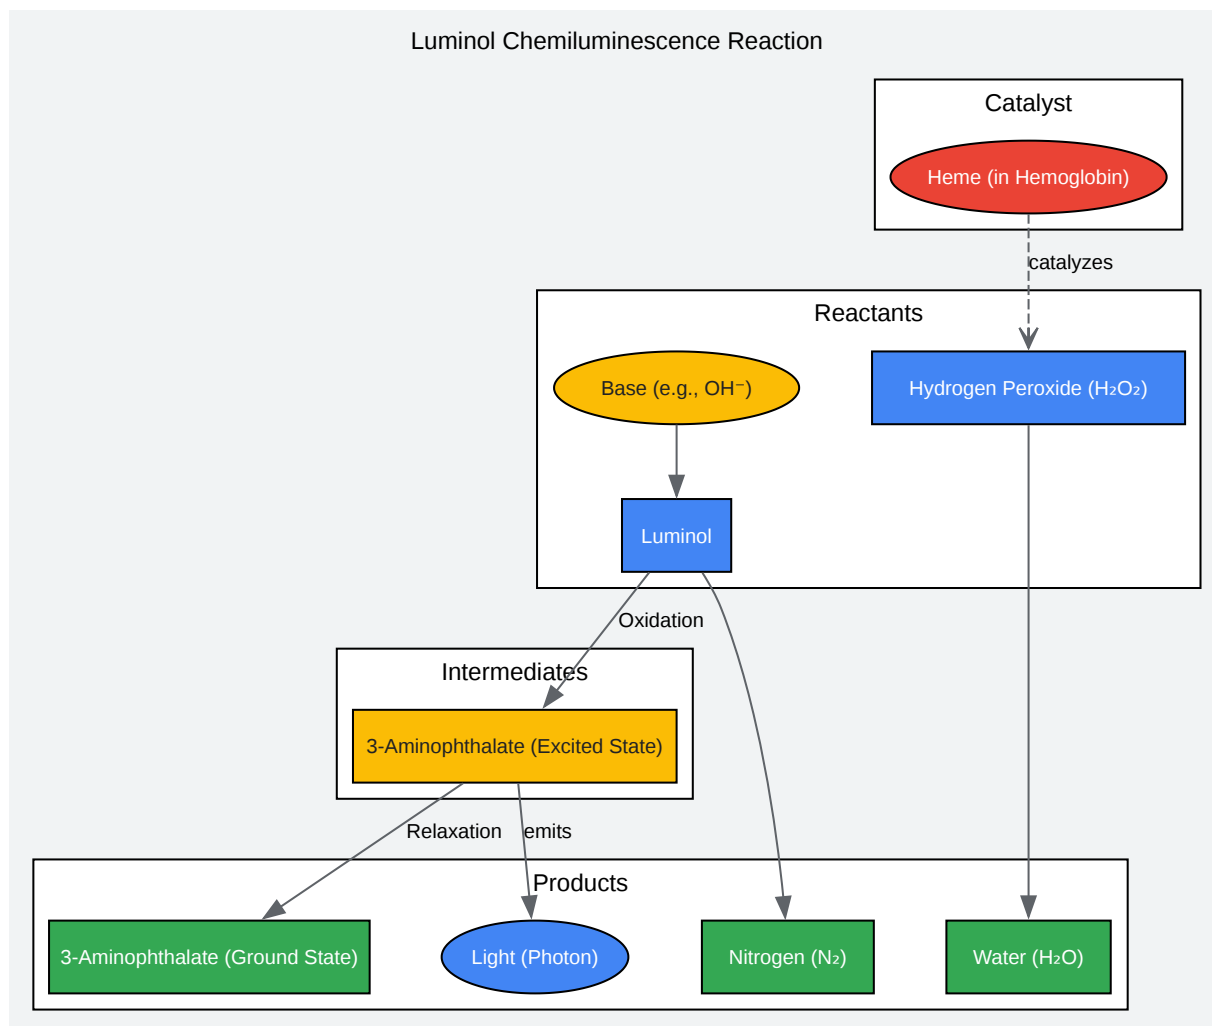 Luminol Chemiluminescence Reaction
Catalyst
Heme (in Hemoglobin)
catalyzes
Reactants
Base (e.g., OH⁻)
Hydrogen Peroxide (H₂O₂)
Luminol
Oxidation
Intermediates
3-Aminophthalate (Excited State)
Relaxation
emits
Products
3-Aminophthalate (Ground State)
Light (Photon)
Nitrogen (N₂)
Water (H₂O)